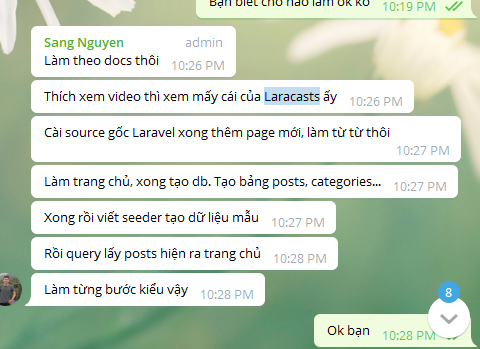 Bạn biết chỗ nào làm ok ko 10:19 PM
Sang Nguyen admin
Làm theo docs thôi 10:26 PM
Thích xem video thì xem mấy cái của Laracasts ấy 10:26 PM
Cài source gốc Laravel xong thêm page mới, làm từ từ thôi
10:27 PM
Làm trang chủ, xong tạo db. Tạo bảng posts, categories... 10:27 PM
Xong rồi viết seeder tạo dữ liệu mẫu 10:27 PM
Rồi query lấy posts hiện ra trang chủ 10:28 PM
Làm từng bước kiểu vậy 10:28 PM
8
Ok bạn 10:28 PM